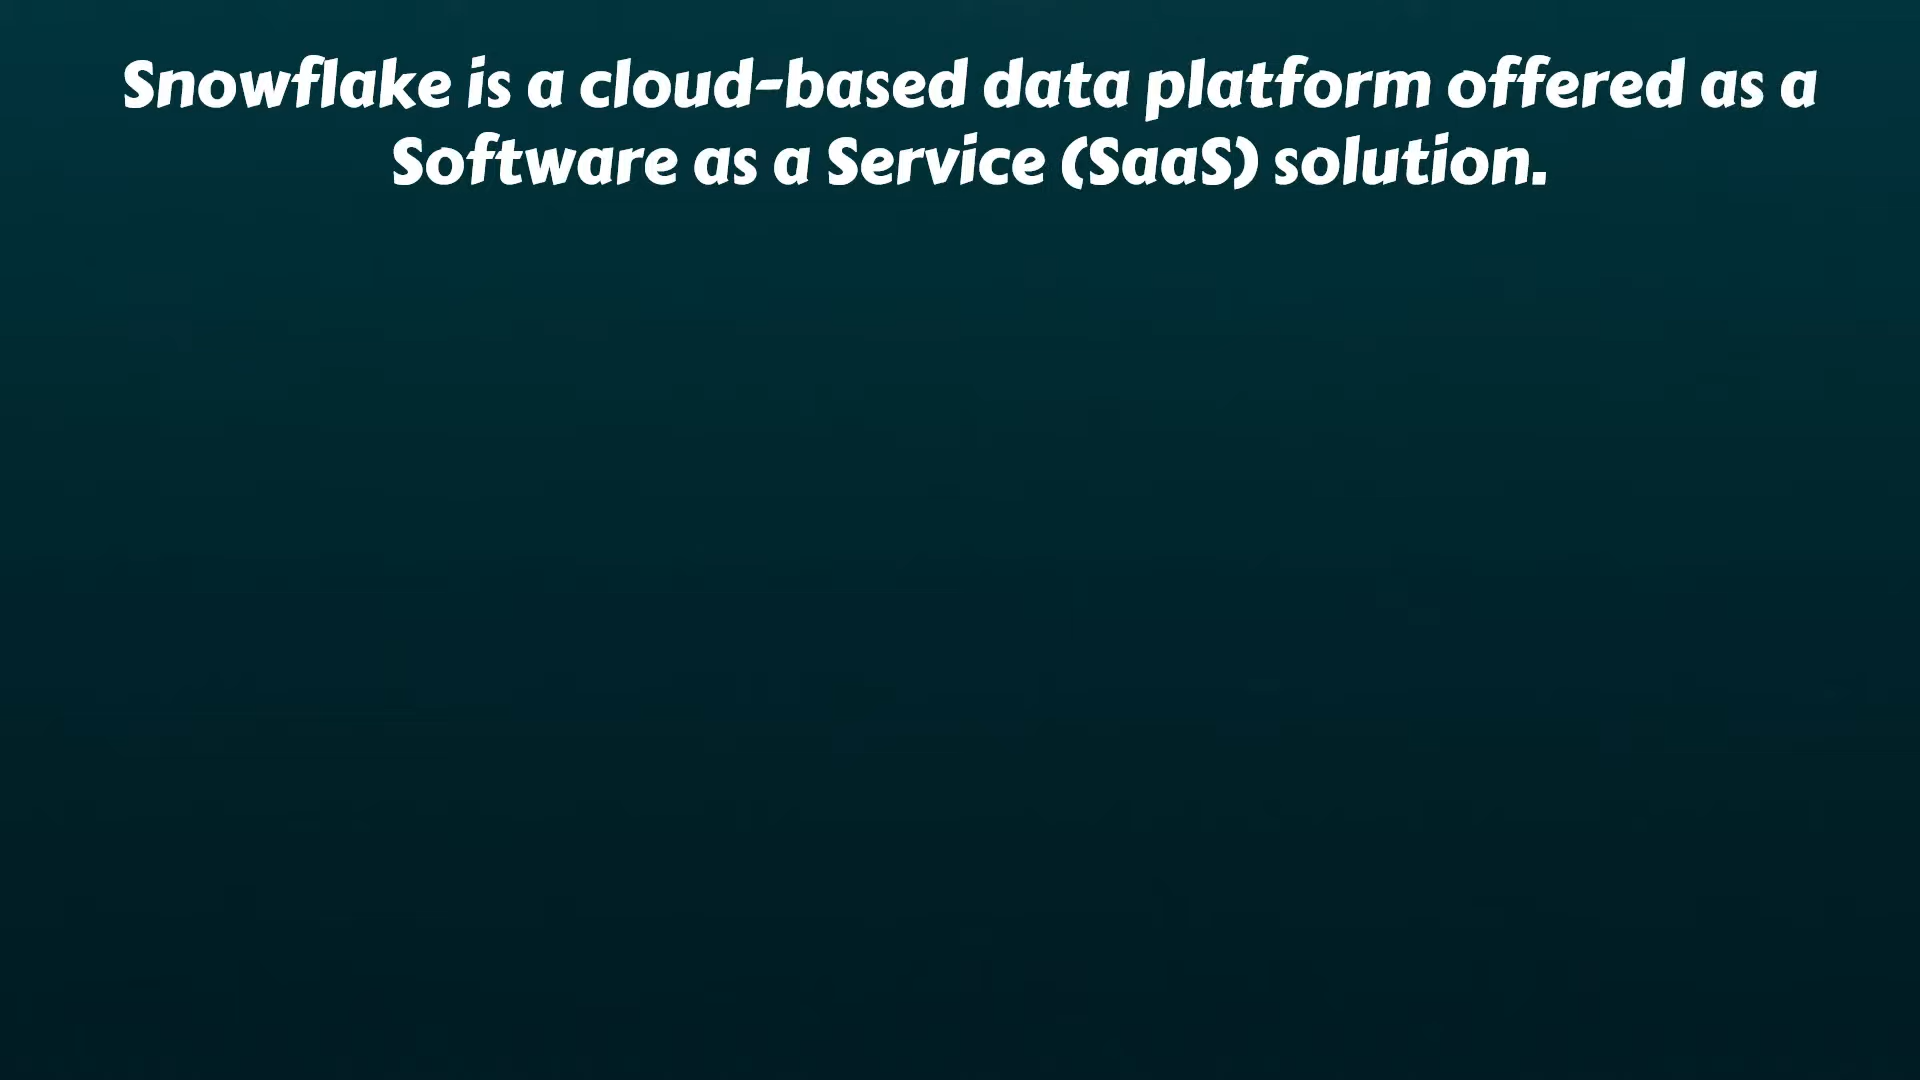 Snowflake is a cloud-based data platform offered as a
Software as a Service (SaaS) solution.